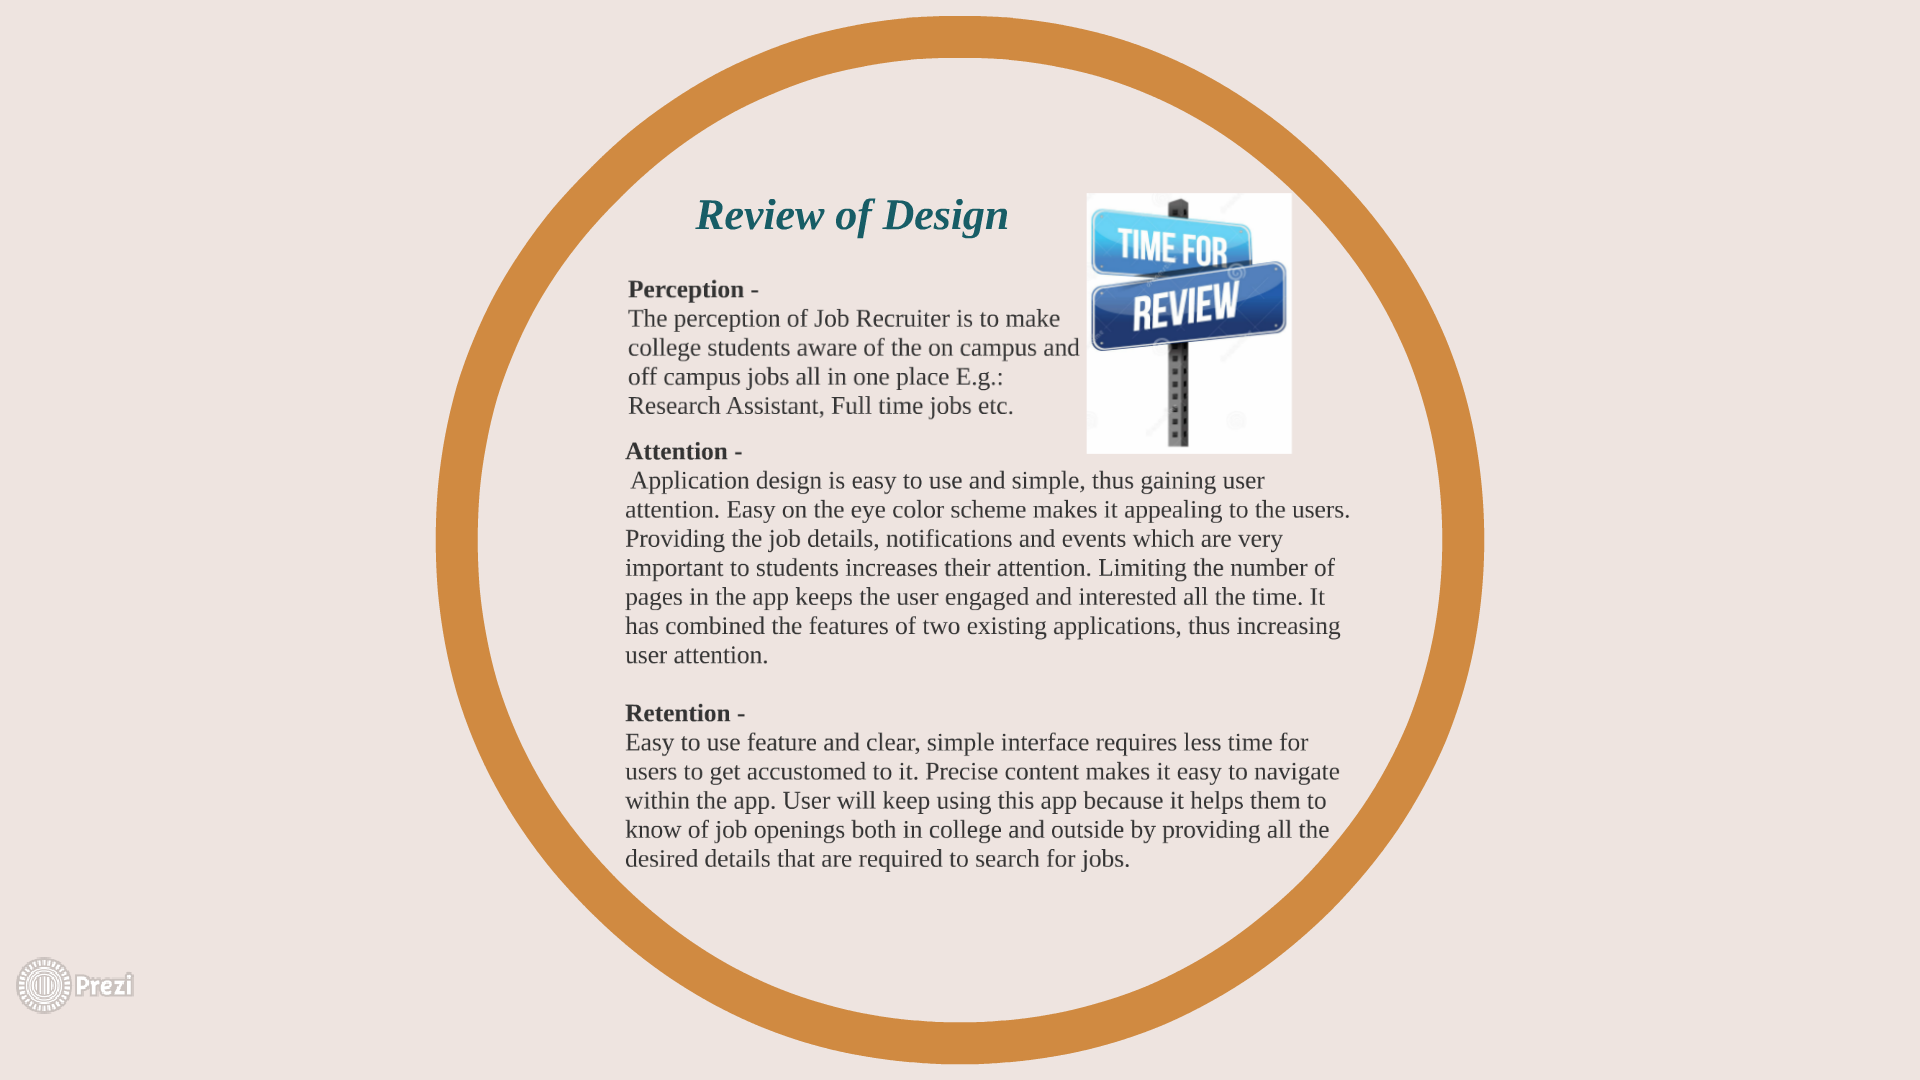 Review of Design
TIME FOR
REVIEW
Perception -
The perception of Job Recruiter is to make
college students aware of the on campus and
off campus jobs all in one place E.g.:
Research Assistant, Full time jobs etc.
Attention -
Application design is easy to use and simple, thus gaining user
attention. Easy on the eye color scheme makes it appealing to the users.
Providing the job details, notifications and events which are very
important to students increases their attention. Limiting the number of
pages in the app keeps the user engaged and interested all the time. It
has combined the features of two existing applications, thus increasing
user attention.
Retention -
Easy to use feature and clear, simple interface requires less time for
users to get accustomed to it. Precise content makes it easy to navigate
within the app. User will keep using this app because it helps them to
know of job openings both in college and outside by providing all the
desired details that are required to search for jobs.
Prezi